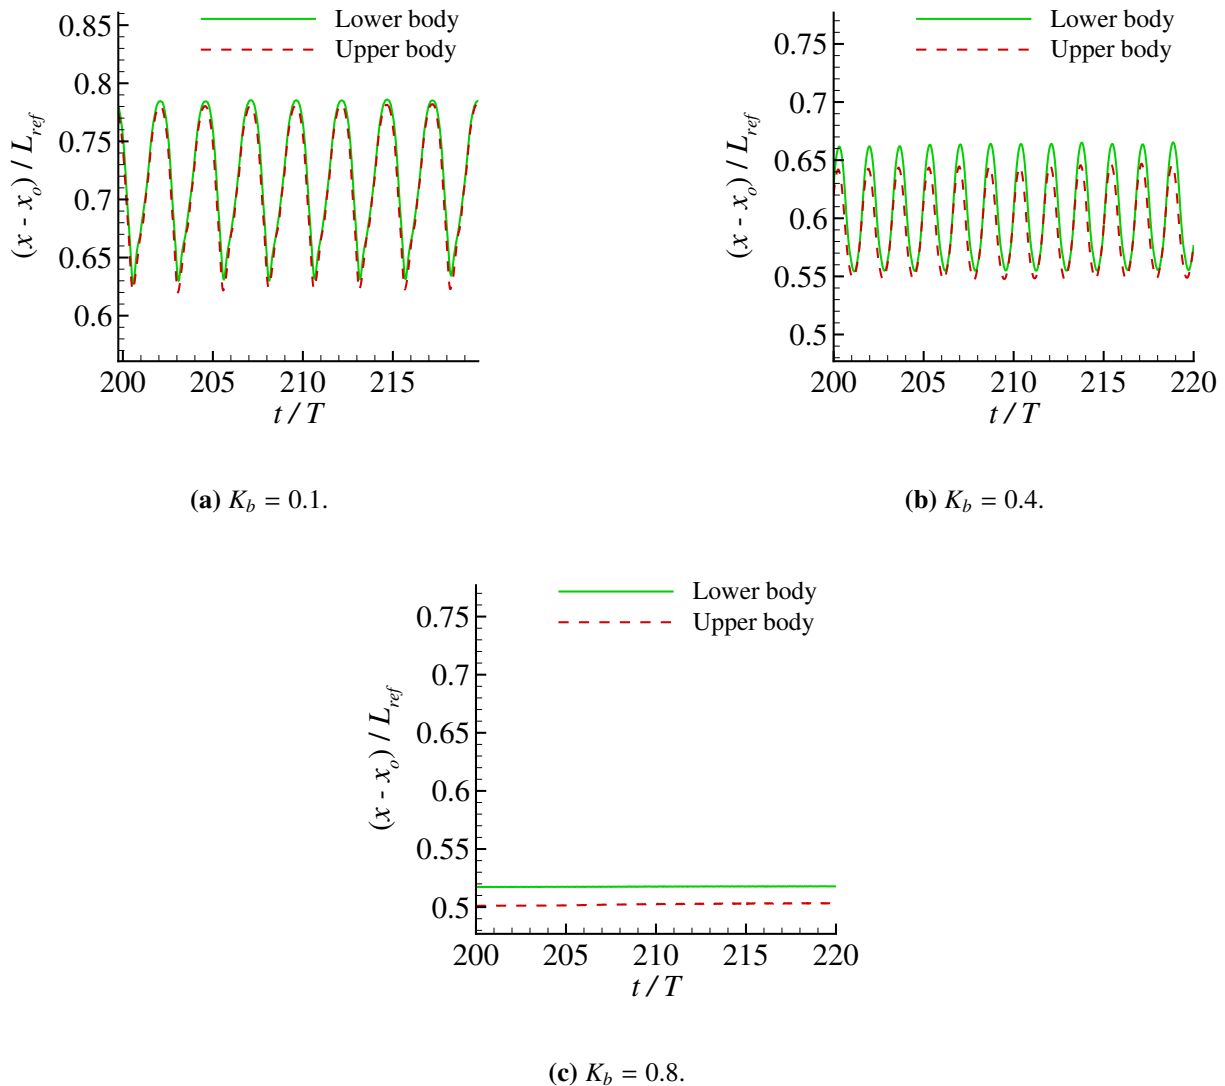 Lower body
Upper body
0.85
0.8
0.75
0.7
0.65
0.6
(x - x_o) / L_ref
200 205 210 215
t / T
(a) K_b = 0.1.
Lower body
Upper body
0.75
0.7
0.65
0.6
0.55
0.5
(x - x_o) / L_ref
200 205 210 215 220
t / T
(b) K_b = 0.4.
Lower body
Upper body
0.75
0.7
0.65
0.6
0.55
0.5
(x - x_o) / L_ref
200 205 210 215 220
t / T
(c) K_b = 0.8.